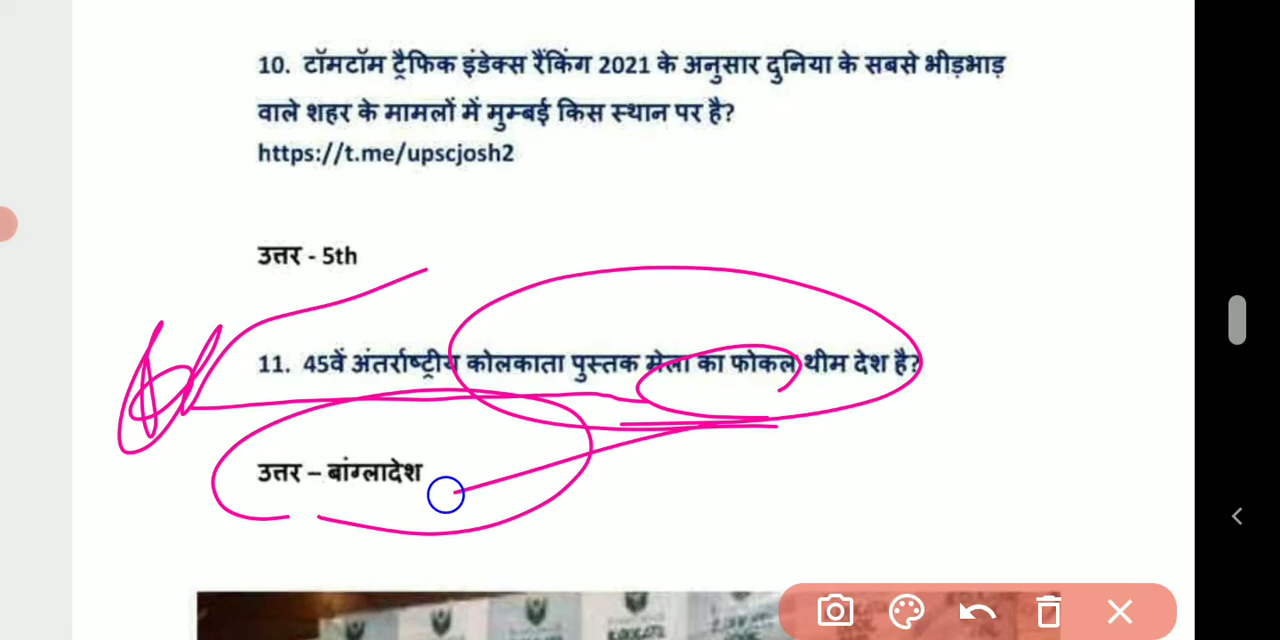 10. टॉमटॉम ट्रैफिक इंडेक्स रैंकिंग 2021 के अनुसार दुनिया के सबसे भीड़भाड़
वाले शहर के मामलों में मुम्बई किस स्थान पर है?
https://t.me/upscjosh2
उत्तर - 5th
11. 45वें अंतर्राष्ट्रीय कोलकाता पुस्तक मेला का फोकल थीम देश है?
उत्तर – बांग्लादेश